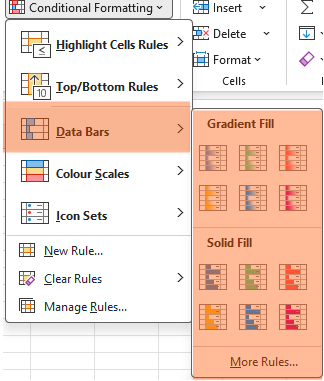 Conditional Formatting
Insert
Delete
Format
Cells
Highlight Cells Rules
Top/Bottom Rules
10
Data Bars
Colour Scales
Icon Sets
New Rule...
Clear Rules
Manage Rules...
Gradient Fill
Solid Fill
More Rules...